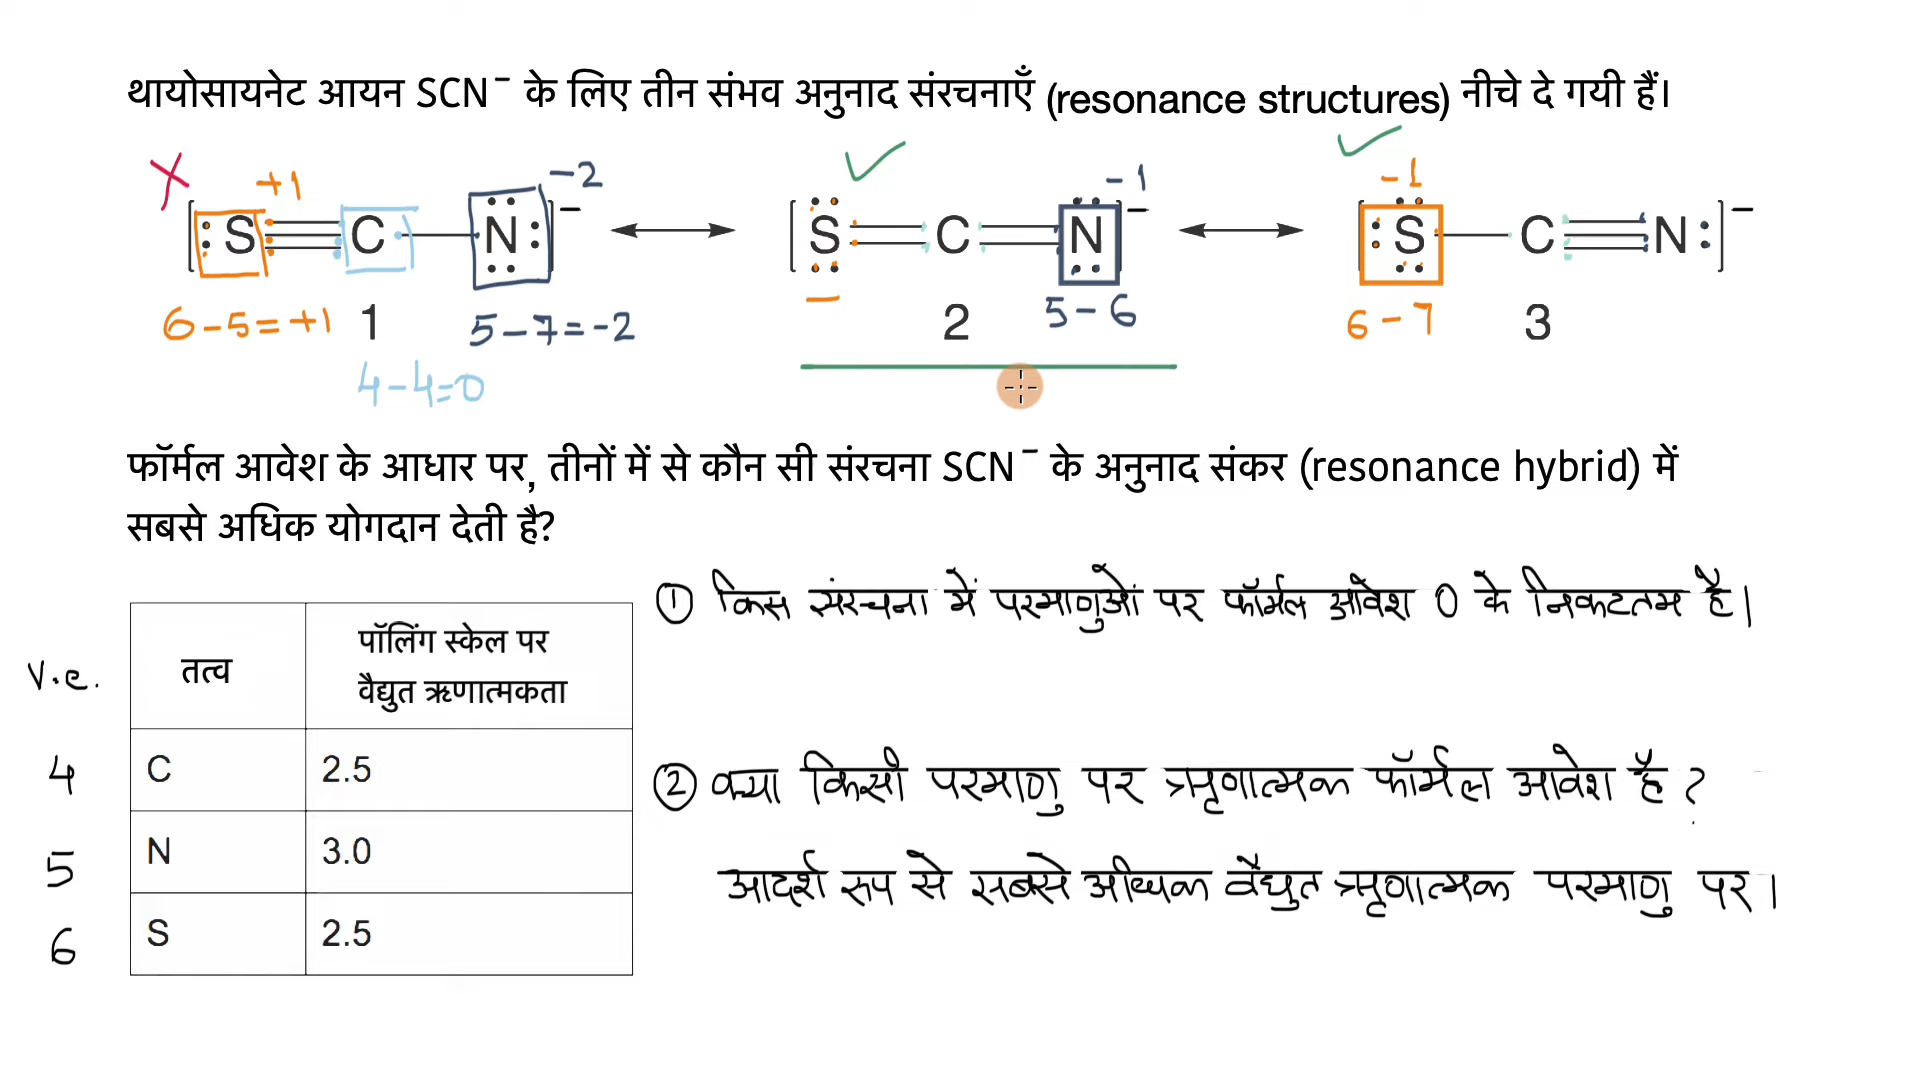 थायोसायनेट आयन SCN⁻ के लिए तीन संभव अनुनाद संरचनाएँ (resonance structures) नीचे दे गयी हैं।
+1 -2 -1 -1
[:S≡C-N:]⁻ ↔ [S=C=N]⁻ ↔ [:S-C≡N:]⁻
6-5=+1 1 5-7=-2 2 5-6 6-7 3
4-4=0
फॉर्मल आवेश के आधार पर, तीनों में से कौन सी संरचना SCN⁻ के अनुनाद संकर (resonance hybrid) में
सबसे अधिक योगदान देती है?
① किस संरचना में परमाणुओं पर फॉर्मल आवेश 0 के निकटतम है।
v.e. तत्व पॉलिंग स्केल पर
वैद्युत ऋणात्मकता
4 C 2.5
② क्या किसी परमाणु पर ऋणात्मक फॉर्मल आवेश है?
5 N 3.0
आदर्श रुप से सबसे अधिक वैद्युत ऋणात्मक परमाणु पर।
6 S 2.5